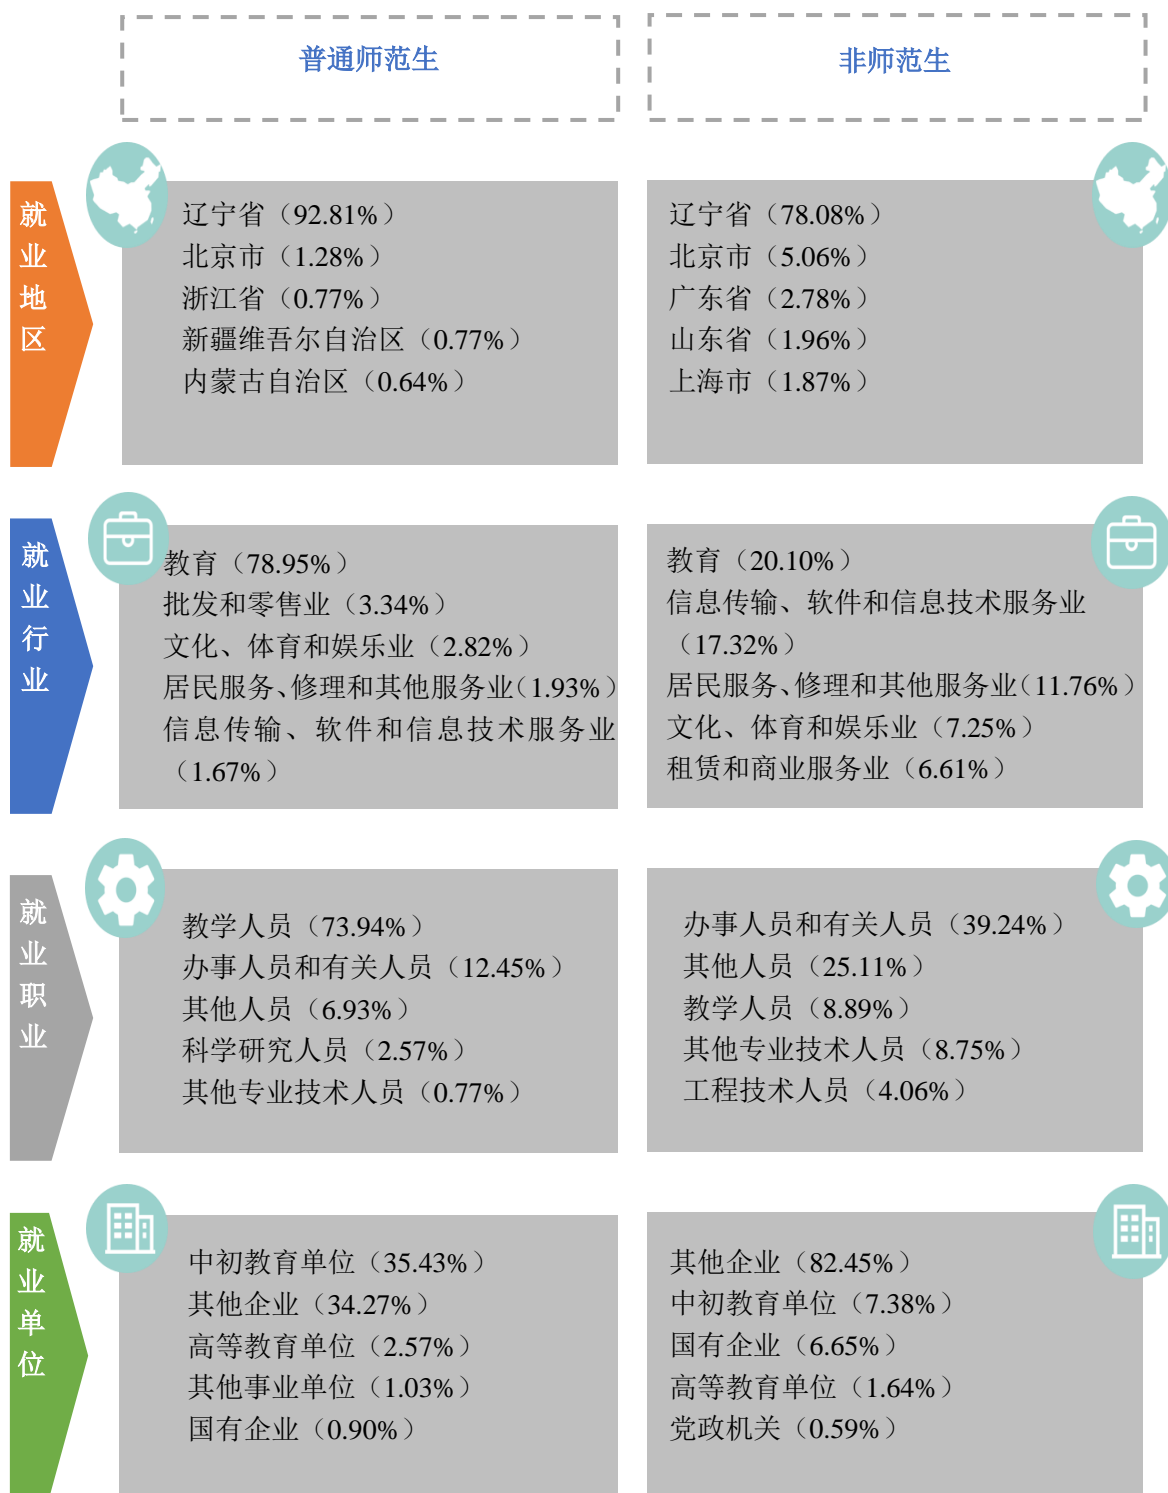 普通师范生
非师范生
就业地区
辽宁省（92.81%）
北京市（1.28%）
浙江省（0.77%）
新疆维吾尔自治区（0.77%）
内蒙古自治区（0.64%）
辽宁省（78.08%）
北京市（5.06%）
广东省（2.78%）
山东省（1.96%）
上海市（1.87%）
就业行业
教育（78.95%）
批发和零售业（3.34%）
文化、体育和娱乐业（2.82%）
居民服务、修理和其他服务业（1.93%）
信息传输、软件和信息技术服务业
（1.67%）
教育（20.10%）
信息传输、软件和信息技术服务业
（17.32%）
居民服务、修理和其他服务业（11.76%）
文化、体育和娱乐业（7.25%）
租赁和商业服务业（6.61%）
就业职业
教学人员（73.94%）
办事人员和有关人员（12.45%）
其他人员（6.93%）
科学研究人员（2.57%）
其他专业技术人员（0.77%）
办事人员和有关人员（39.24%）
其他人员（25.11%）
教学人员（8.89%）
其他专业技术人员（8.75%）
工程技术人员（4.06%）
就业单位
中初教育单位（35.43%）
其他企业（34.27%）
高等教育单位（2.57%）
其他事业单位（1.03%）
国有企业（0.90%）
其他企业（82.45%）
中初教育单位（7.38%）
国有企业（6.65%）
高等教育单位（1.64%）
党政机关（0.59%）